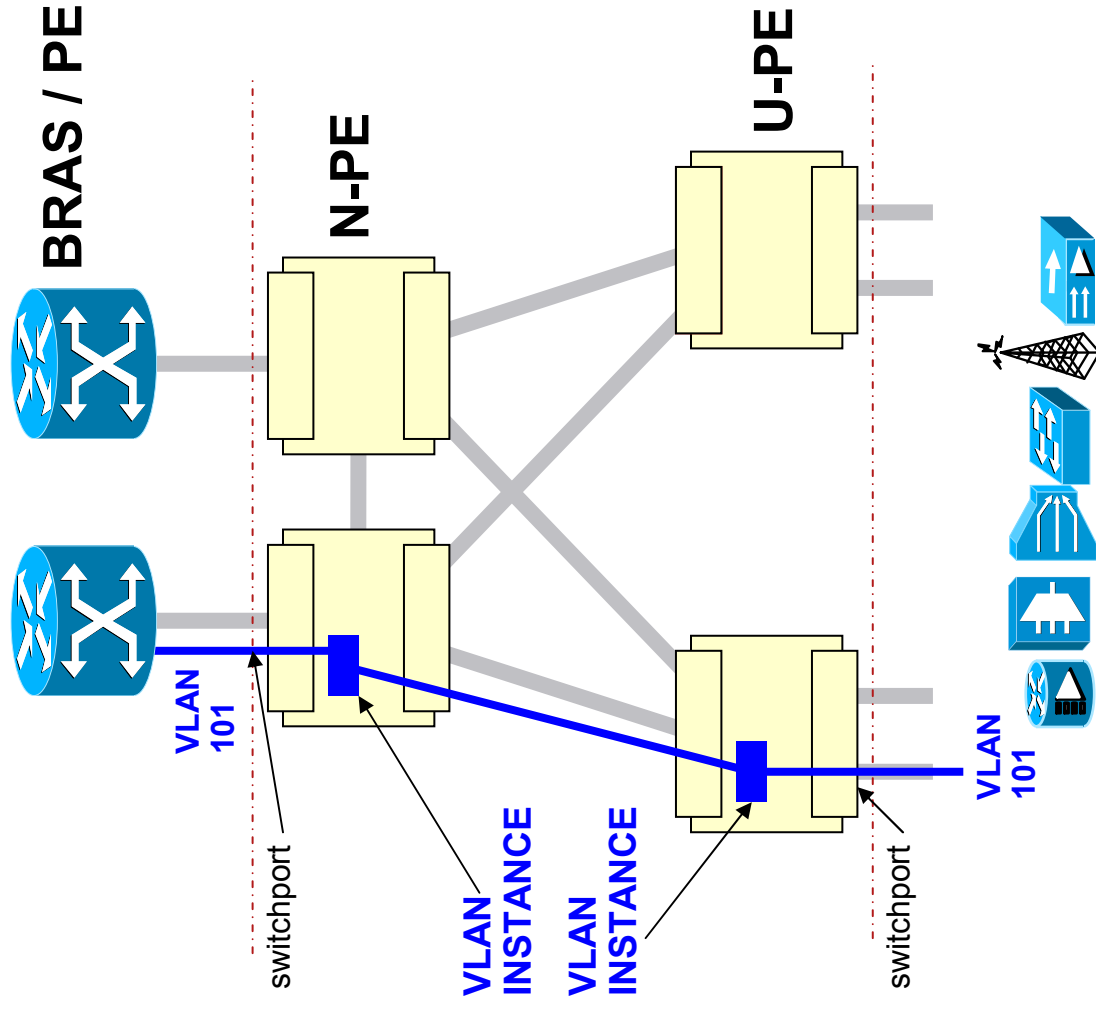 BRAS / PE
N-PE
U-PE
VLAN
101
switchport
VLAN
INSTANCE
VLAN
INSTANCE
switchport
VLAN
101